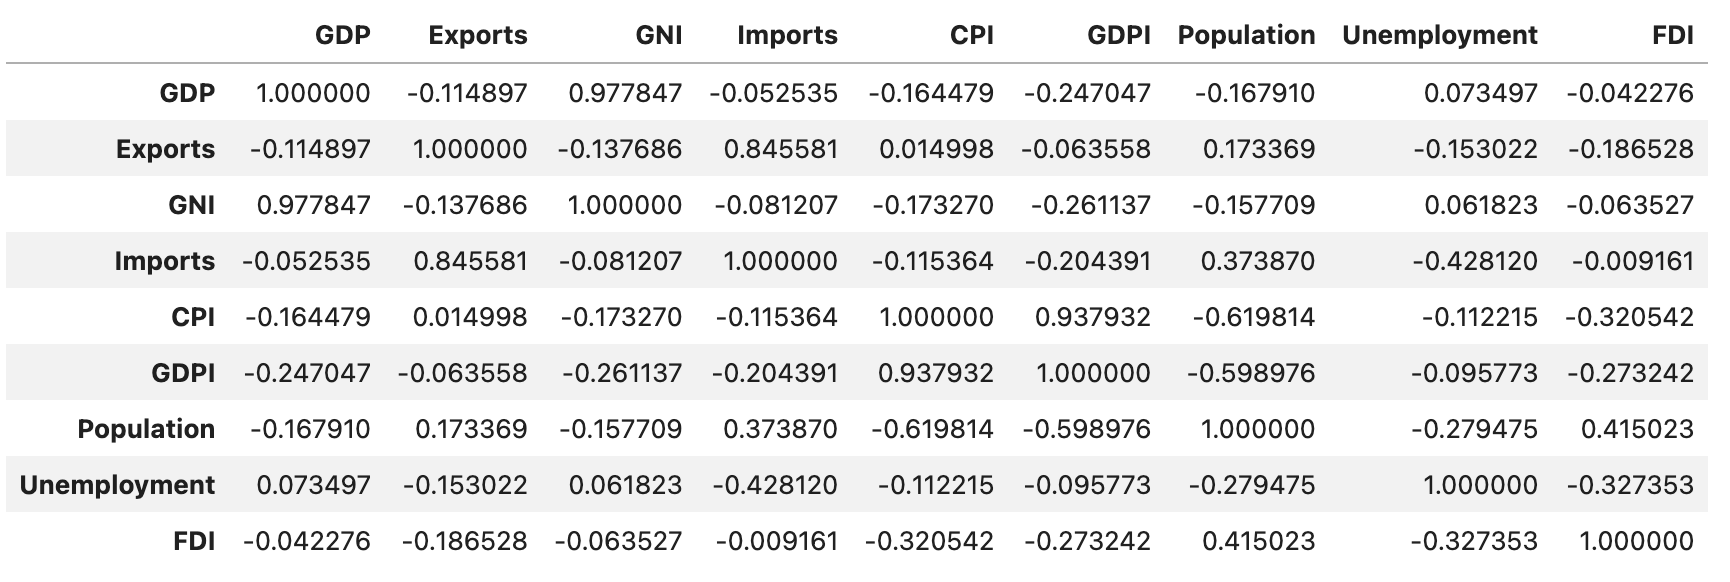 GDP Exports GNI Imports CPI GDPI Population Unemployment FDI
GDP 1.000000 -0.114897 0.977847 -0.052535 -0.164479 -0.247047 -0.167910 0.073497 -0.042276
Exports -0.114897 1.000000 -0.137686 0.845581 0.014998 -0.063558 0.173369 -0.153022 -0.186528
GNI 0.977847 -0.137686 1.000000 -0.081207 -0.173270 -0.261137 -0.157709 0.061823 -0.063527
Imports -0.052535 0.845581 -0.081207 1.000000 -0.115364 -0.204391 0.373870 -0.428120 -0.009161
CPI -0.164479 0.014998 -0.173270 -0.115364 1.000000 0.937932 -0.619814 -0.112215 -0.320542
GDPI -0.247047 -0.063558 -0.261137 -0.204391 0.937932 1.000000 -0.598976 -0.095773 -0.273242
Population -0.167910 0.173369 -0.157709 0.373870 -0.619814 -0.598976 1.000000 -0.279475 0.415023
Unemployment 0.073497 -0.153022 0.061823 -0.428120 -0.112215 -0.095773 -0.279475 1.000000 -0.327353
FDI -0.042276 -0.186528 -0.063527 -0.009161 -0.320542 -0.273242 0.415023 -0.327353 1.000000